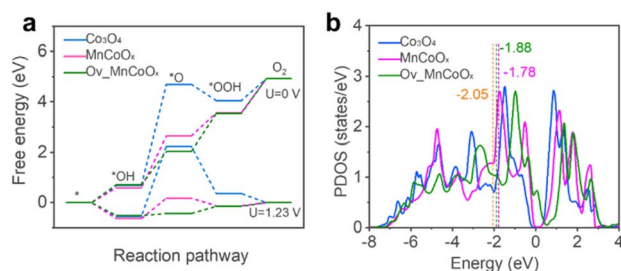 a
Free energy (eV)
8
6
4
2
0
Co₃O₄
MnCoOₓ
Ov_MnCoOₓ
*
*OH
*O
*OOH
O₂
U=0 V
U=1.23 V
Reaction pathway
b
PDOS (states/eV)
5
4
3
2
1
0
Co₃O₄
MnCoOₓ
Ov_MnCoOₓ
-1.88
-1.78
-2.05
-8 -6 -4 -2 0 2 4
Energy (eV)